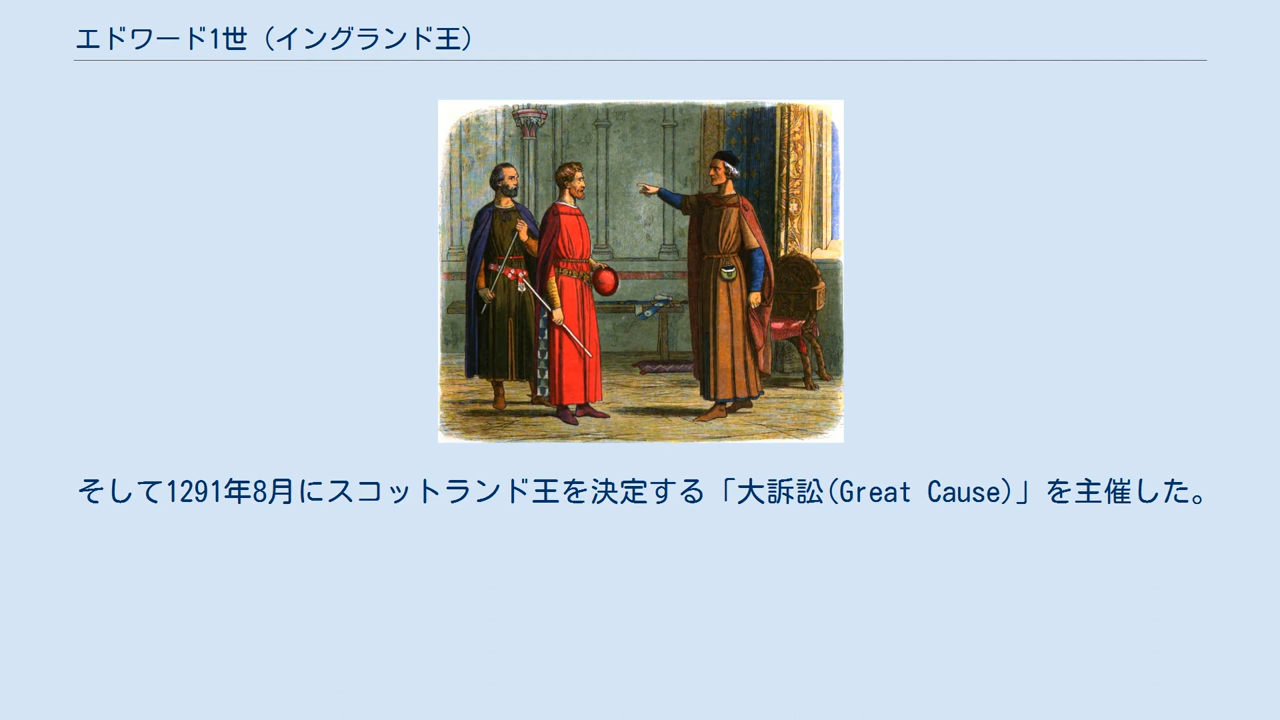 エドワード1世（イングランド王）
そして1291年8月にスコットランド王を決定する「大訴訟(Great Cause)」を主催した。